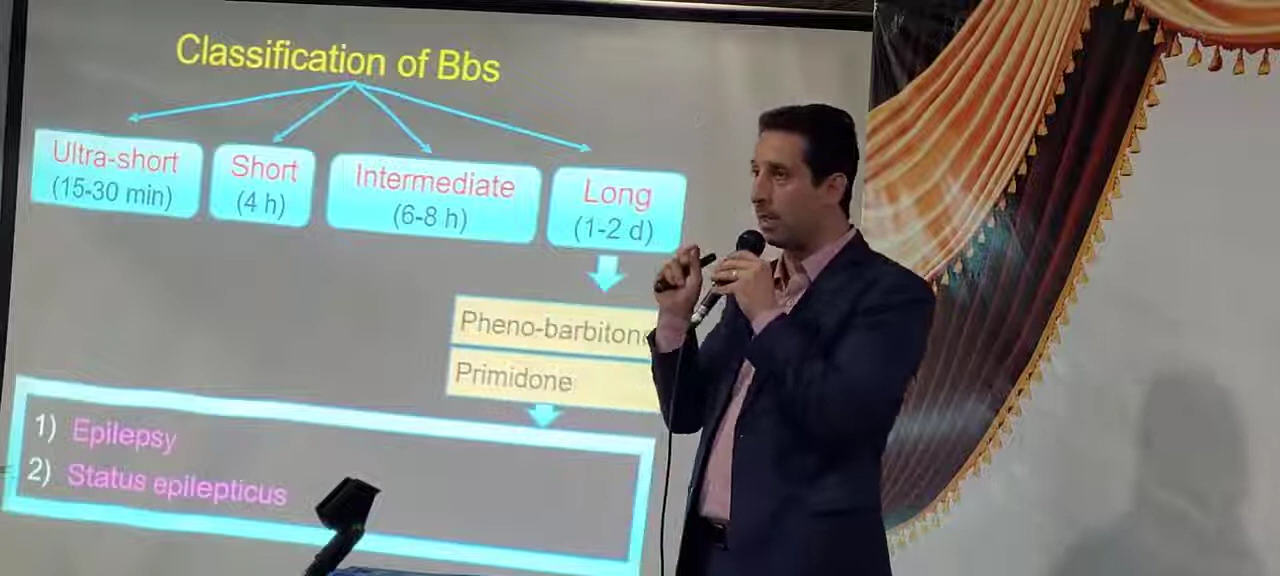 Classification of Bbs
Ultra-short
(15-30 min)
Short
(4 h)
Intermediate
(6-8 h)
Long
(1-2 d)
Pheno-barbiton
Primidone
1) Epilepsy
2) Status epilepticus